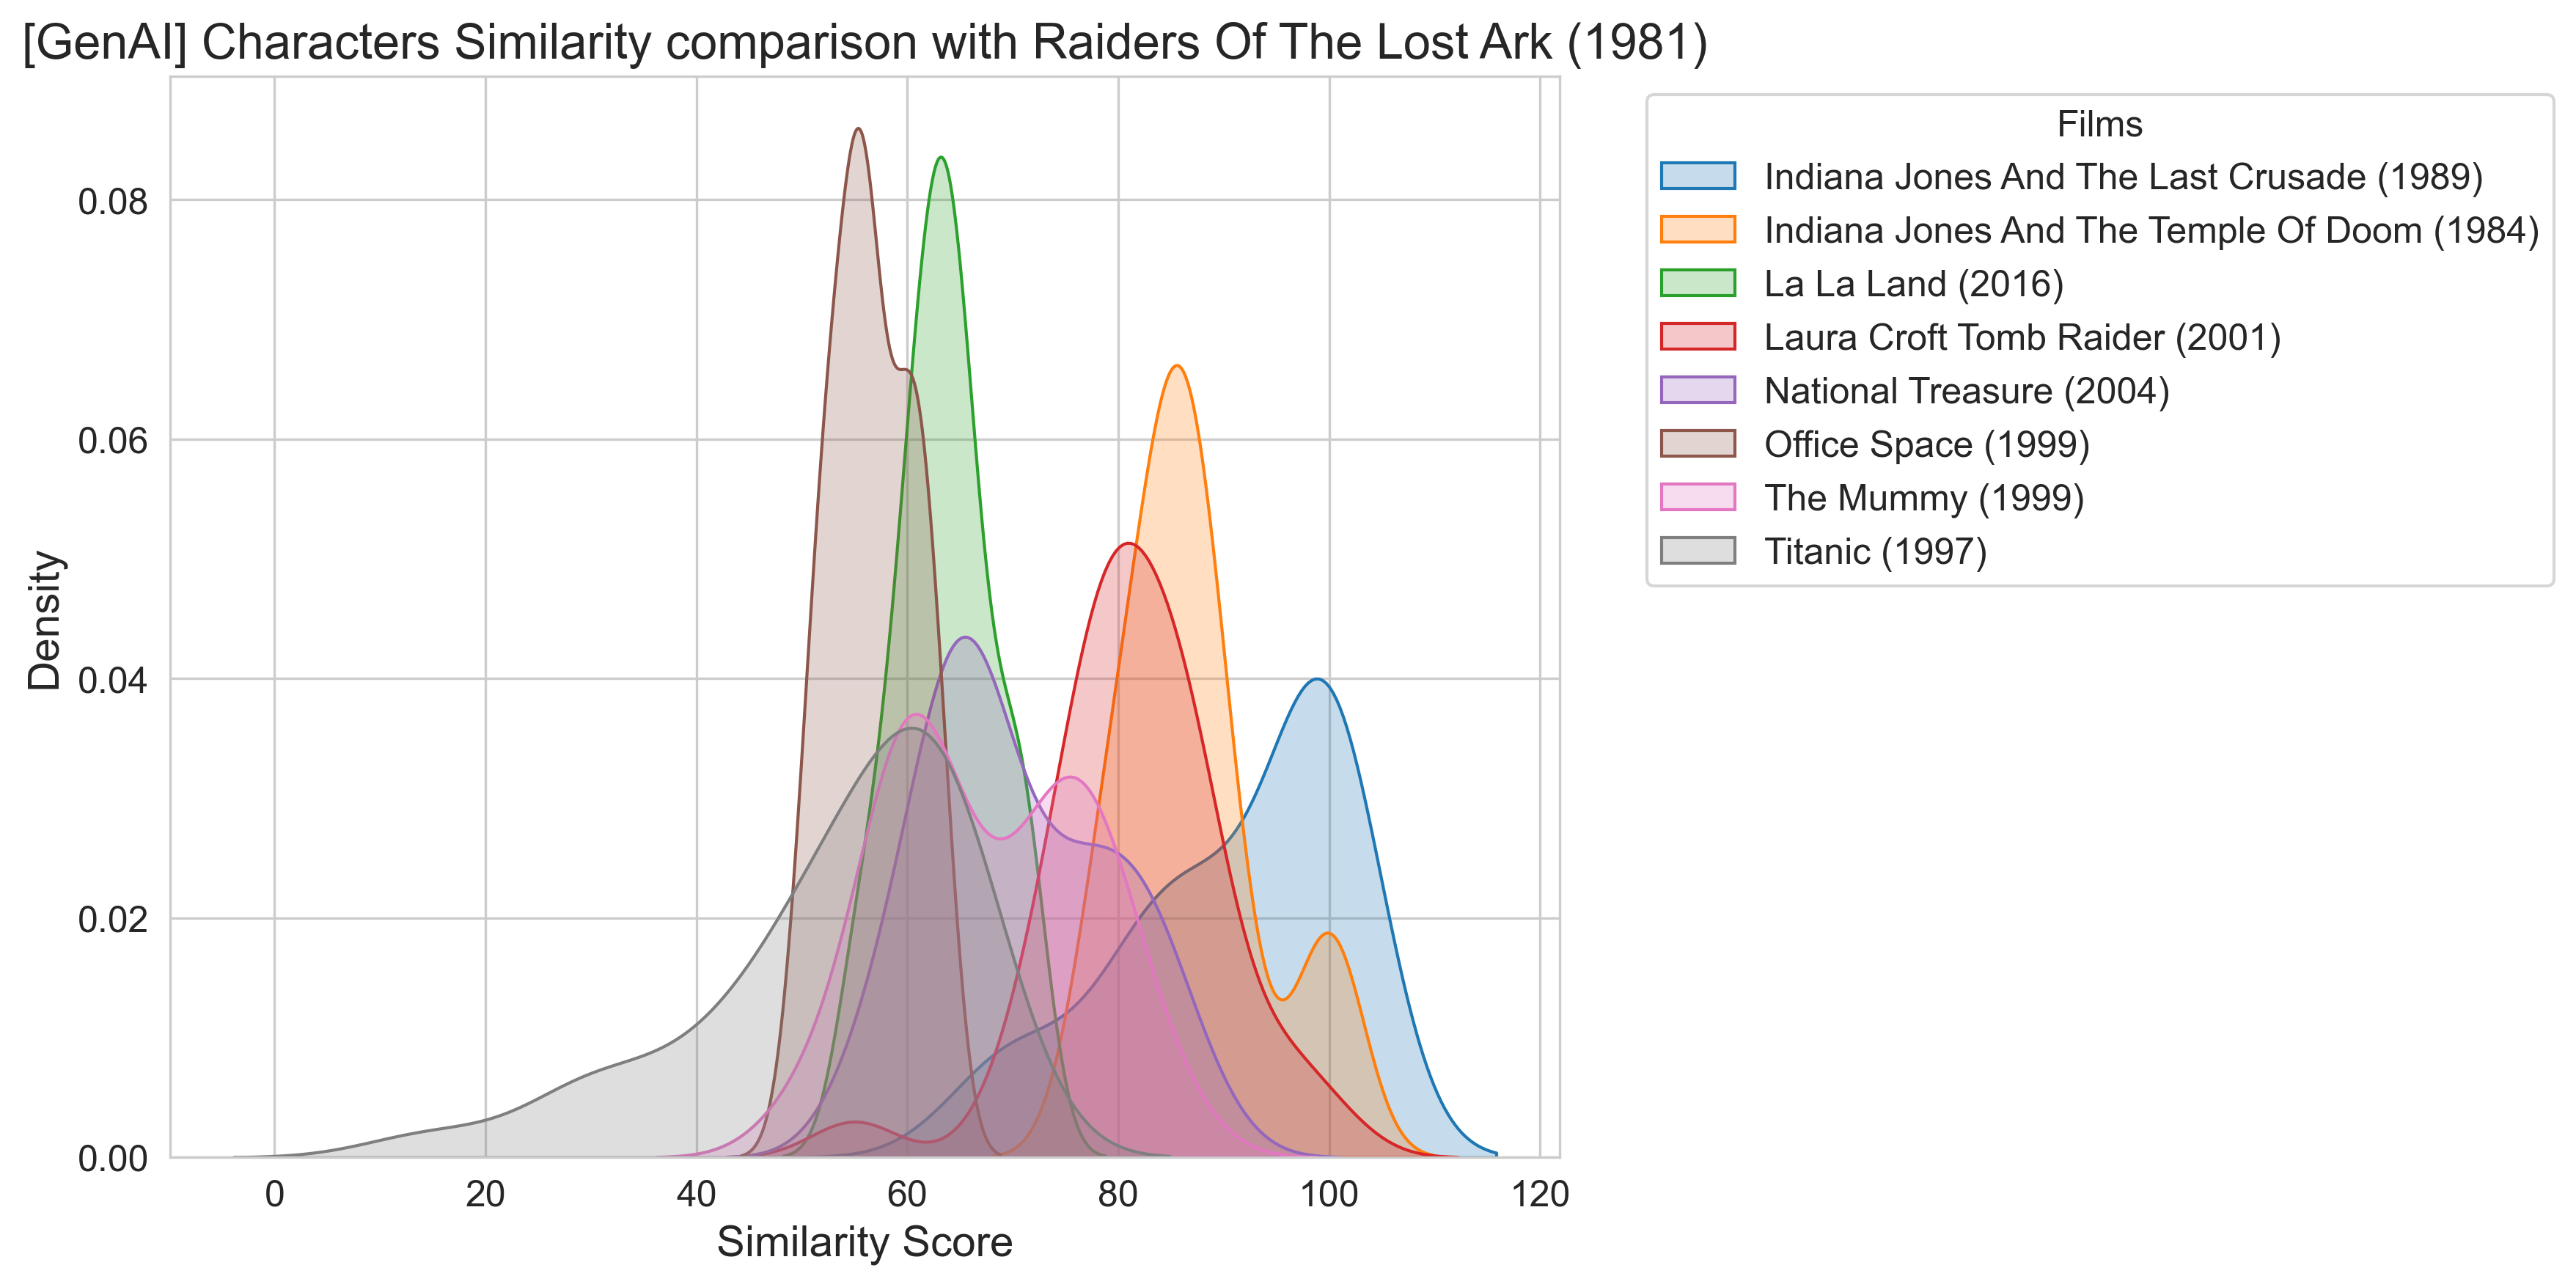 [GenAI] Characters Similarity comparison with Raiders Of The Lost Ark (1981)
Films
Indiana Jones And The Last Crusade (1989)
Indiana Jones And The Temple Of Doom (1984)
La La Land (2016)
Laura Croft Tomb Raider (2001)
National Treasure (2004)
Office Space (1999)
The Mummy (1999)
Titanic (1997)
Density
0.08
0.06
0.04
0.02
0.00
0 20 40 60 80 100 120
Similarity Score